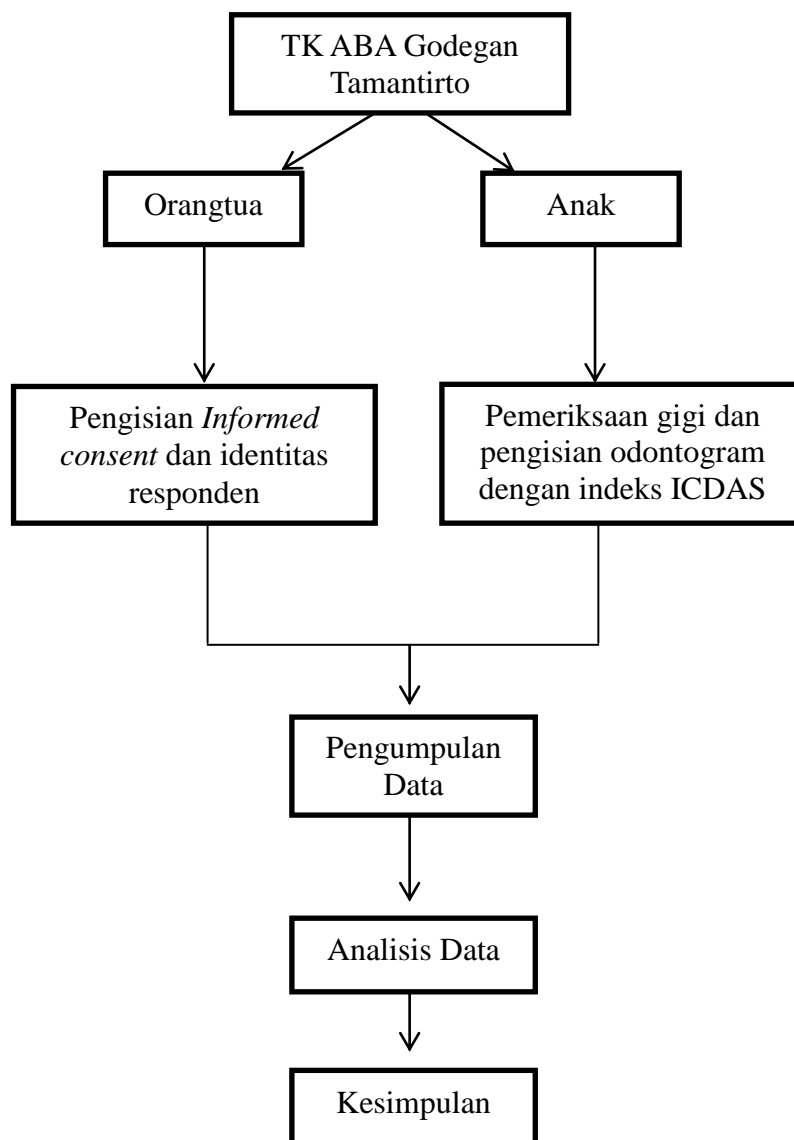 TK ABA Godegan
Tamantirto
Orangtua
Anak
Pengisian Informed
consent dan identitas
responden
Pemeriksaan gigi dan
pengisian odontogram
dengan indeks ICDAS
Pengumpulan
Data
Analisis Data
Kesimpulan